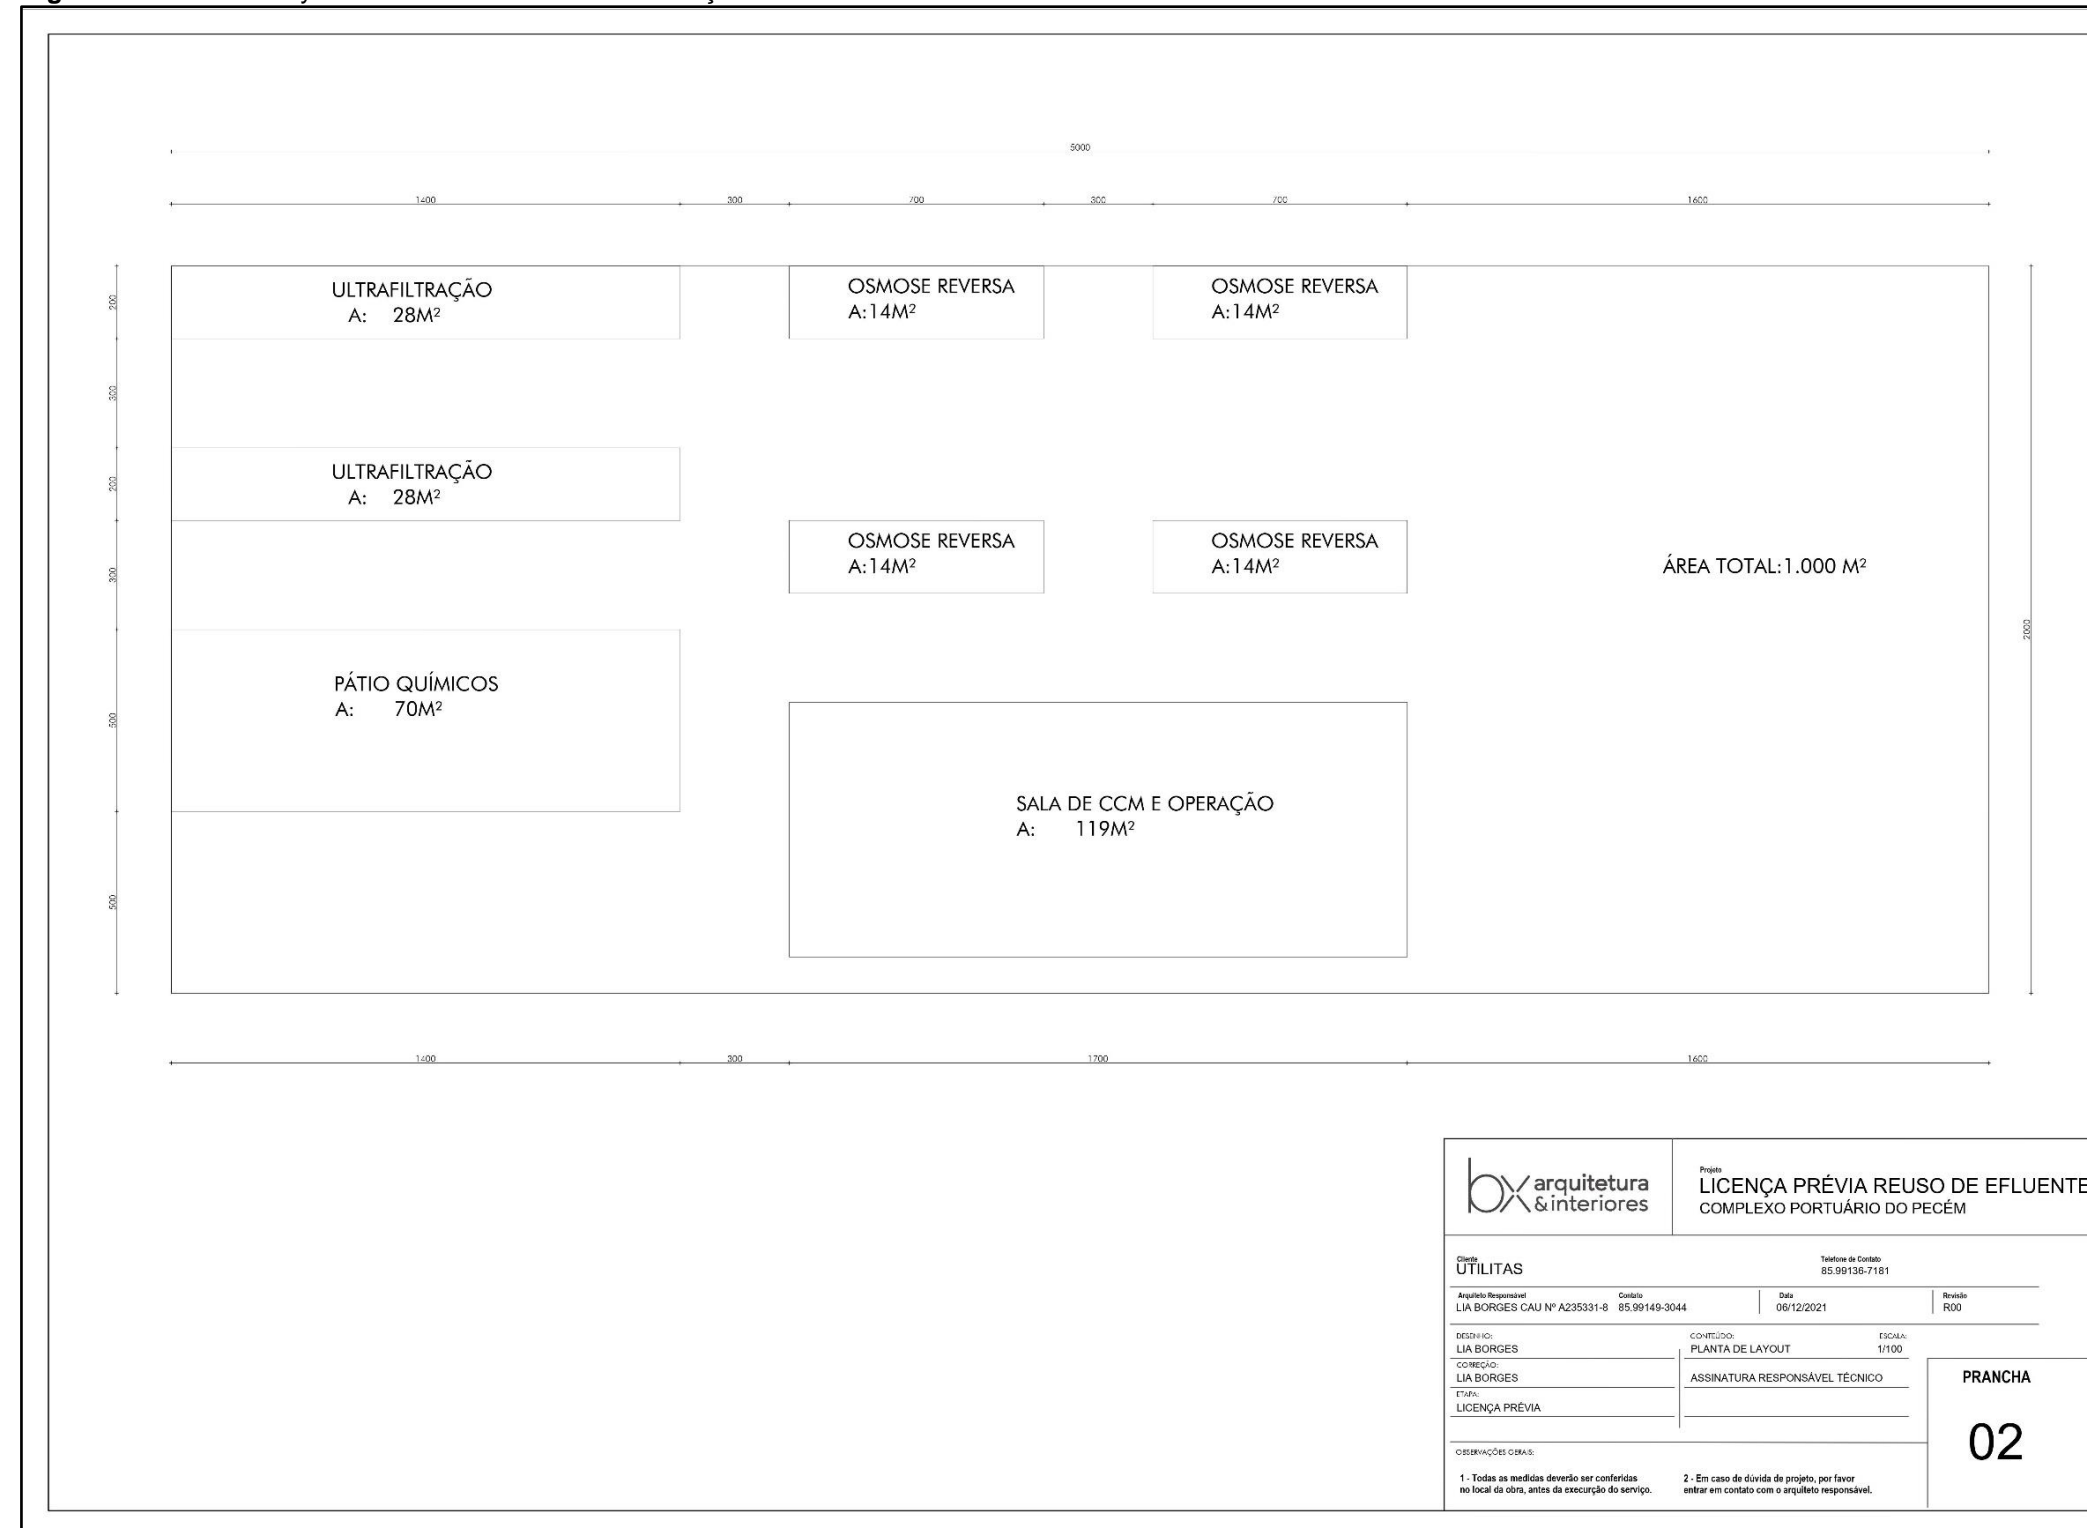 5000
1400 300 700 300 700 1600
ULTRAFILTRAÇÃO
A: 28M²
OSMOSE REVERSA
A:14M²
OSMOSE REVERSA
A:14M²
200
300
ULTRAFILTRAÇÃO
A: 28M²
200
OSMOSE REVERSA
A:14M²
OSMOSE REVERSA
A:14M²
ÁREA TOTAL:1.000 M²
300
2000
PÁTIO QUÍMICOS
A: 70M²
500
SALA DE CCM E OPERAÇÃO
A: 119M²
500
1400 300 1700 1600
bx arquitetura
&interiores
Projeto
LICENÇA PRÉVIA REUSO DE EFLUENTE
COMPLEXO PORTUÁRIO DO PECÉM
Cliente
UTILITAS
Telefone de Contato
85.99136-7181
Arquiteto Responsável Contato Data Revisão
LIA BORGES CAU Nº A235331-8 85.99149-3044 06/12/2021 R00
DESENHO: CONTEÚDO: ESCALA:
LIA BORGES PLANTA DE LAYOUT 1/100
CORREÇÃO:
LIA BORGES ASSINATURA RESPONSÁVEL TÉCNICO
ETAPA:
LICENÇA PRÉVIA
PRANCHA
02
OBSERVAÇÕES GERAIS:
1 - Todas as medidas deverão ser conferidas
no local da obra, antes da execurção do serviço.
2 - Em caso de dúvida de projeto, por favor
entrar em contato com o arquiteto responsável.